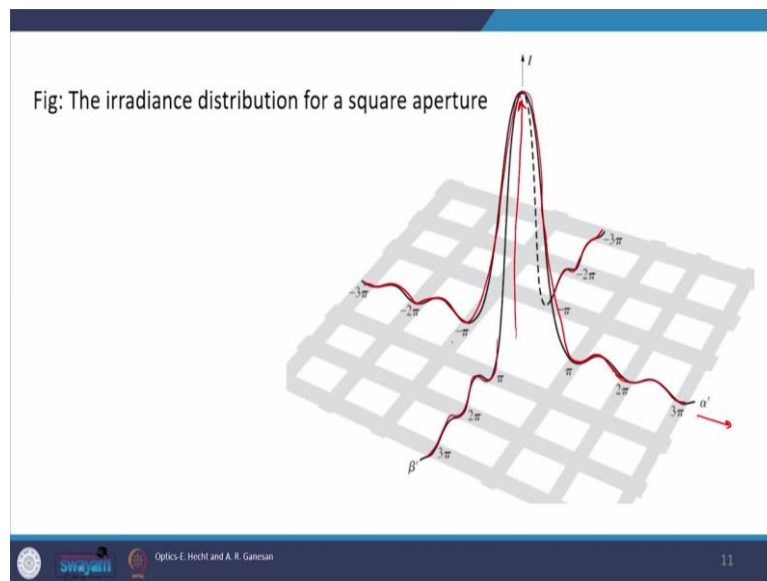 Fig: The irradiance distribution for a square aperture
I
-3π
-2π
-π
-3π
-2π
-π
π
2π
3π
α'
π
2π
3π
β'
swayam
Optics-E. Hecht and A. R. Ganesan
11